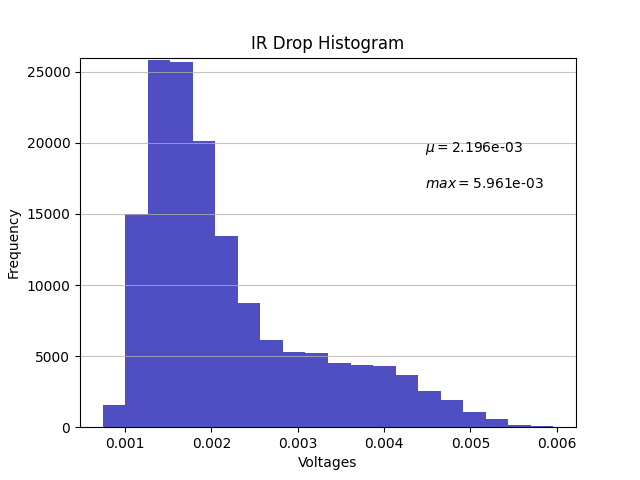 IR Drop Histogram
25000
20000
15000
10000
5000
0
Frequency
μ = 2.196e-03
max = 5.961e-03
0.001 0.002 0.003 0.004 0.005 0.006
Voltages